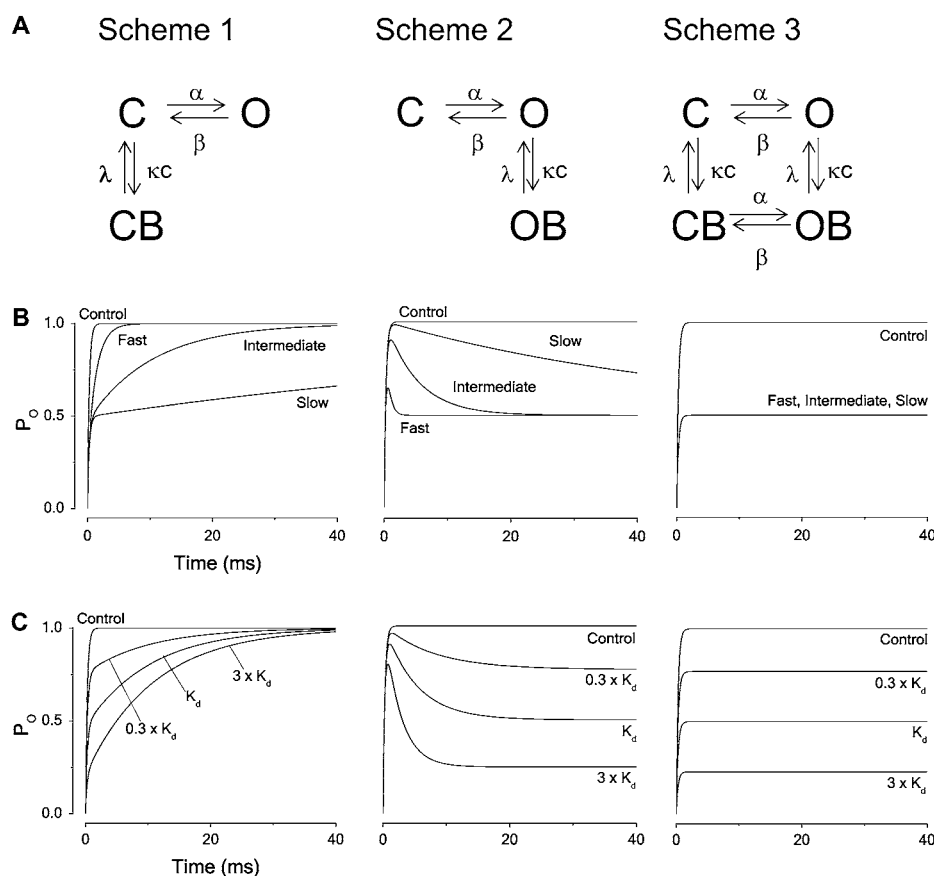 A Scheme 1 Scheme 2 Scheme 3
C α O C α O C α O
β β β
λ κc λ κc λ κc λ κc
α
CB OB CB OB
β
B
Control
Fast
Intermediate
Slow
1.0
0.5
0.0
P_O
0 20 40
Time (ms)
Control
Slow
Intermediate
Fast
0 20 40
Control
Fast, Intermediate, Slow
0 20 40
C
Control
3 x K_d
K_d
0.3 x K_d
1.0
0.5
0.0
P_O
0 20 40
Time (ms)
Control
0.3 x K_d
K_d
3 x K_d
0 20 40
Control
0.3 x K_d
K_d
3 x K_d
0 20 40